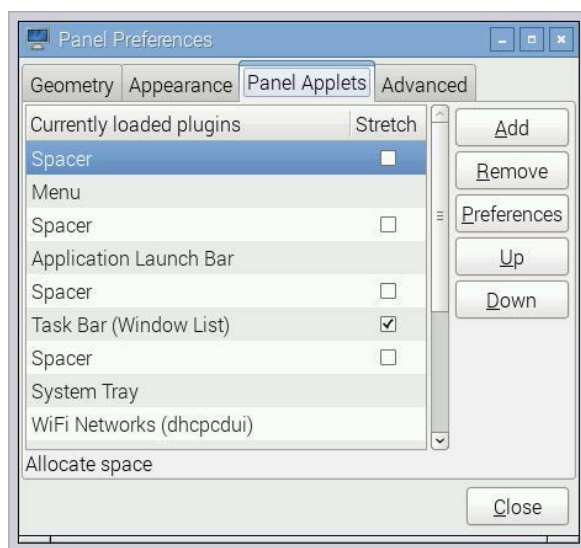 Panel Preferences
Geometry Appearance Panel Applets Advanced
Currently loaded plugins Stretch Add
Spacer
Remove
Menu
Spacer Preferences
Application Launch Bar Up
Spacer Down
Task Bar (Window List)
Spacer
System Tray
WiFi Networks (dhcpcdui)
Allocate space
Close